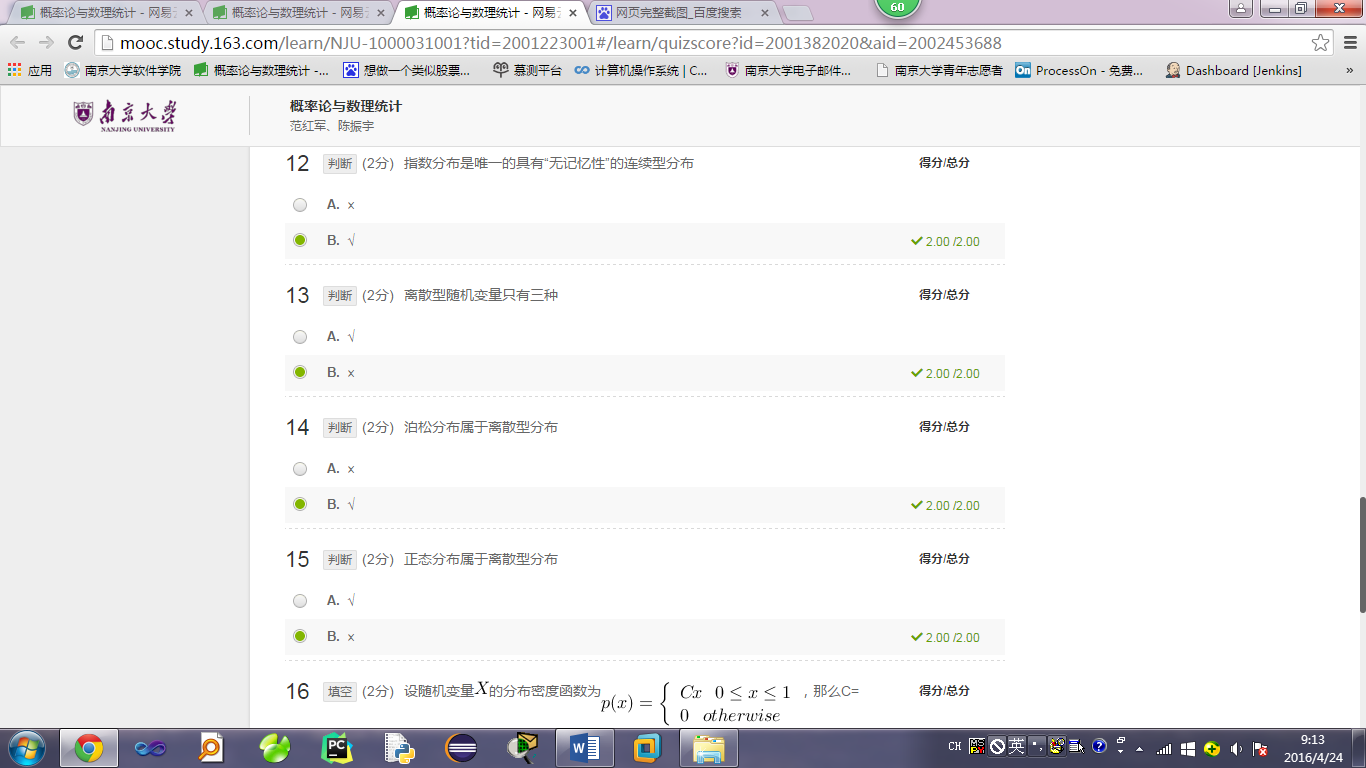 概率论与数理统计 - 网易云 概率论与数理统计 - 网易云 概率论与数理统计 - 网易云 网页完整截图_百度搜索 60
mooc.study.163.com/learn/NJU-1000031001?tid=2001223001#/learn/quizscore?id=2001382020&aid=2002453688
应用 南京大学软件学院 概率论与数理统计 -... 想做一个类似股票... 慕测平台 计算机操作系统 | C... 南京大学电子邮件... 南京大学青年志愿者 ProcessOn - 免费... Dashboard [Jenkins] »
南京大学
NANJING UNIVERSITY
概率论与数理统计
范红军、陈振宇
12 判断 (2分) 指数分布是唯一的具有“无记忆性”的连续型分布 得分/总分
A. ×
B. √ 2.00 /2.00
13 判断 (2分) 离散型随机变量只有三种 得分/总分
A. √
B. × 2.00 /2.00
14 判断 (2分) 泊松分布属于离散型分布 得分/总分
A. ×
B. √ 2.00 /2.00
15 判断 (2分) 正态分布属于离散型分布 得分/总分
A. √
B. × 2.00 /2.00
16 填空 (2分) 设随机变量X的分布密度函数为 p(x) = { Cx 0 ≤ x ≤ 1 ，那么C= 得分/总分
0 otherwise
CH 英 9:13
2016/4/24